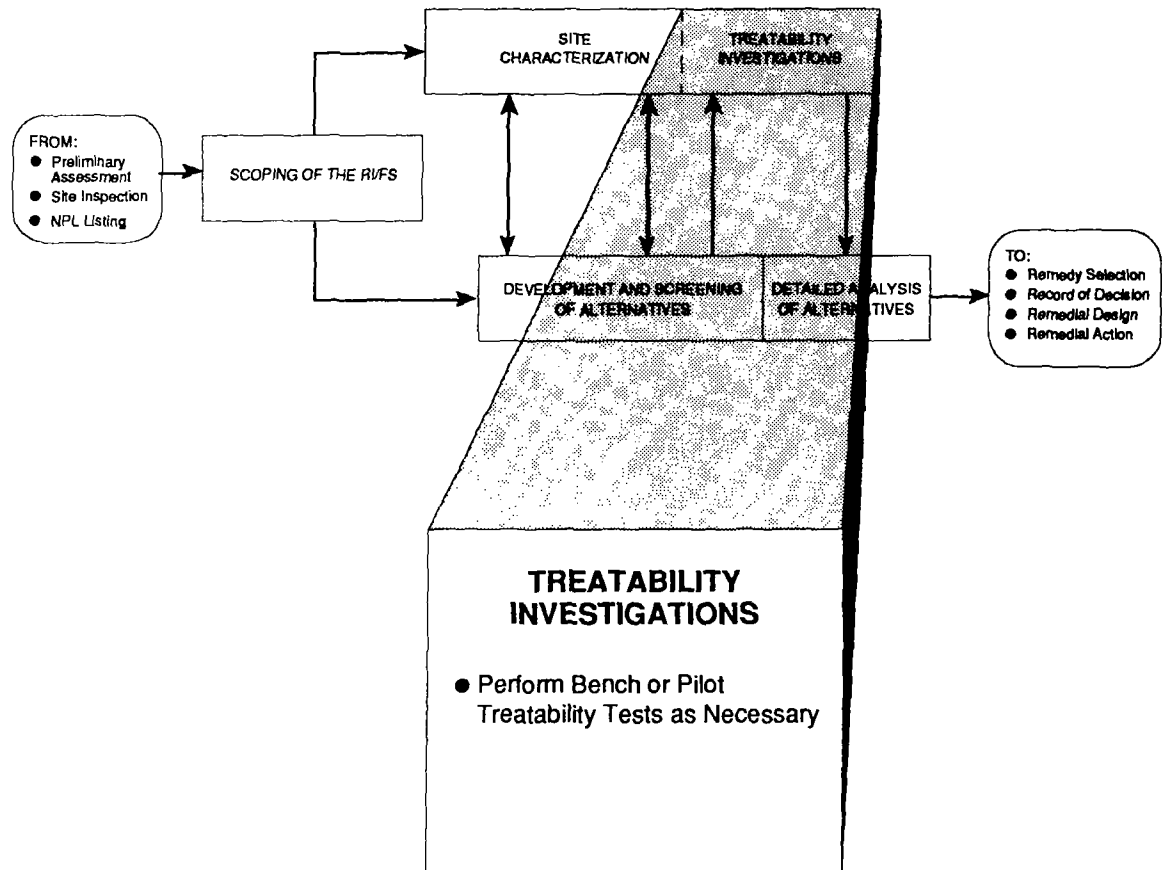 SITE
CHARACTERIZATION
TREATABILITY
INVESTIGATIONS
FROM:
● Preliminary
Assessment
● Site Inspection
● NPL Listing
SCOPING OF THE RI/FS
DEVELOPMENT AND SCREENING
OF ALTERNATIVES
DETAILED ANALYSIS
OF ALTERNATIVES
TO:
● Remedy Selection
● Record of Decision
● Remedial Design
● Remedial Action
TREATABILITY
INVESTIGATIONS
● Perform Bench or Pilot
Treatability Tests as Necessary